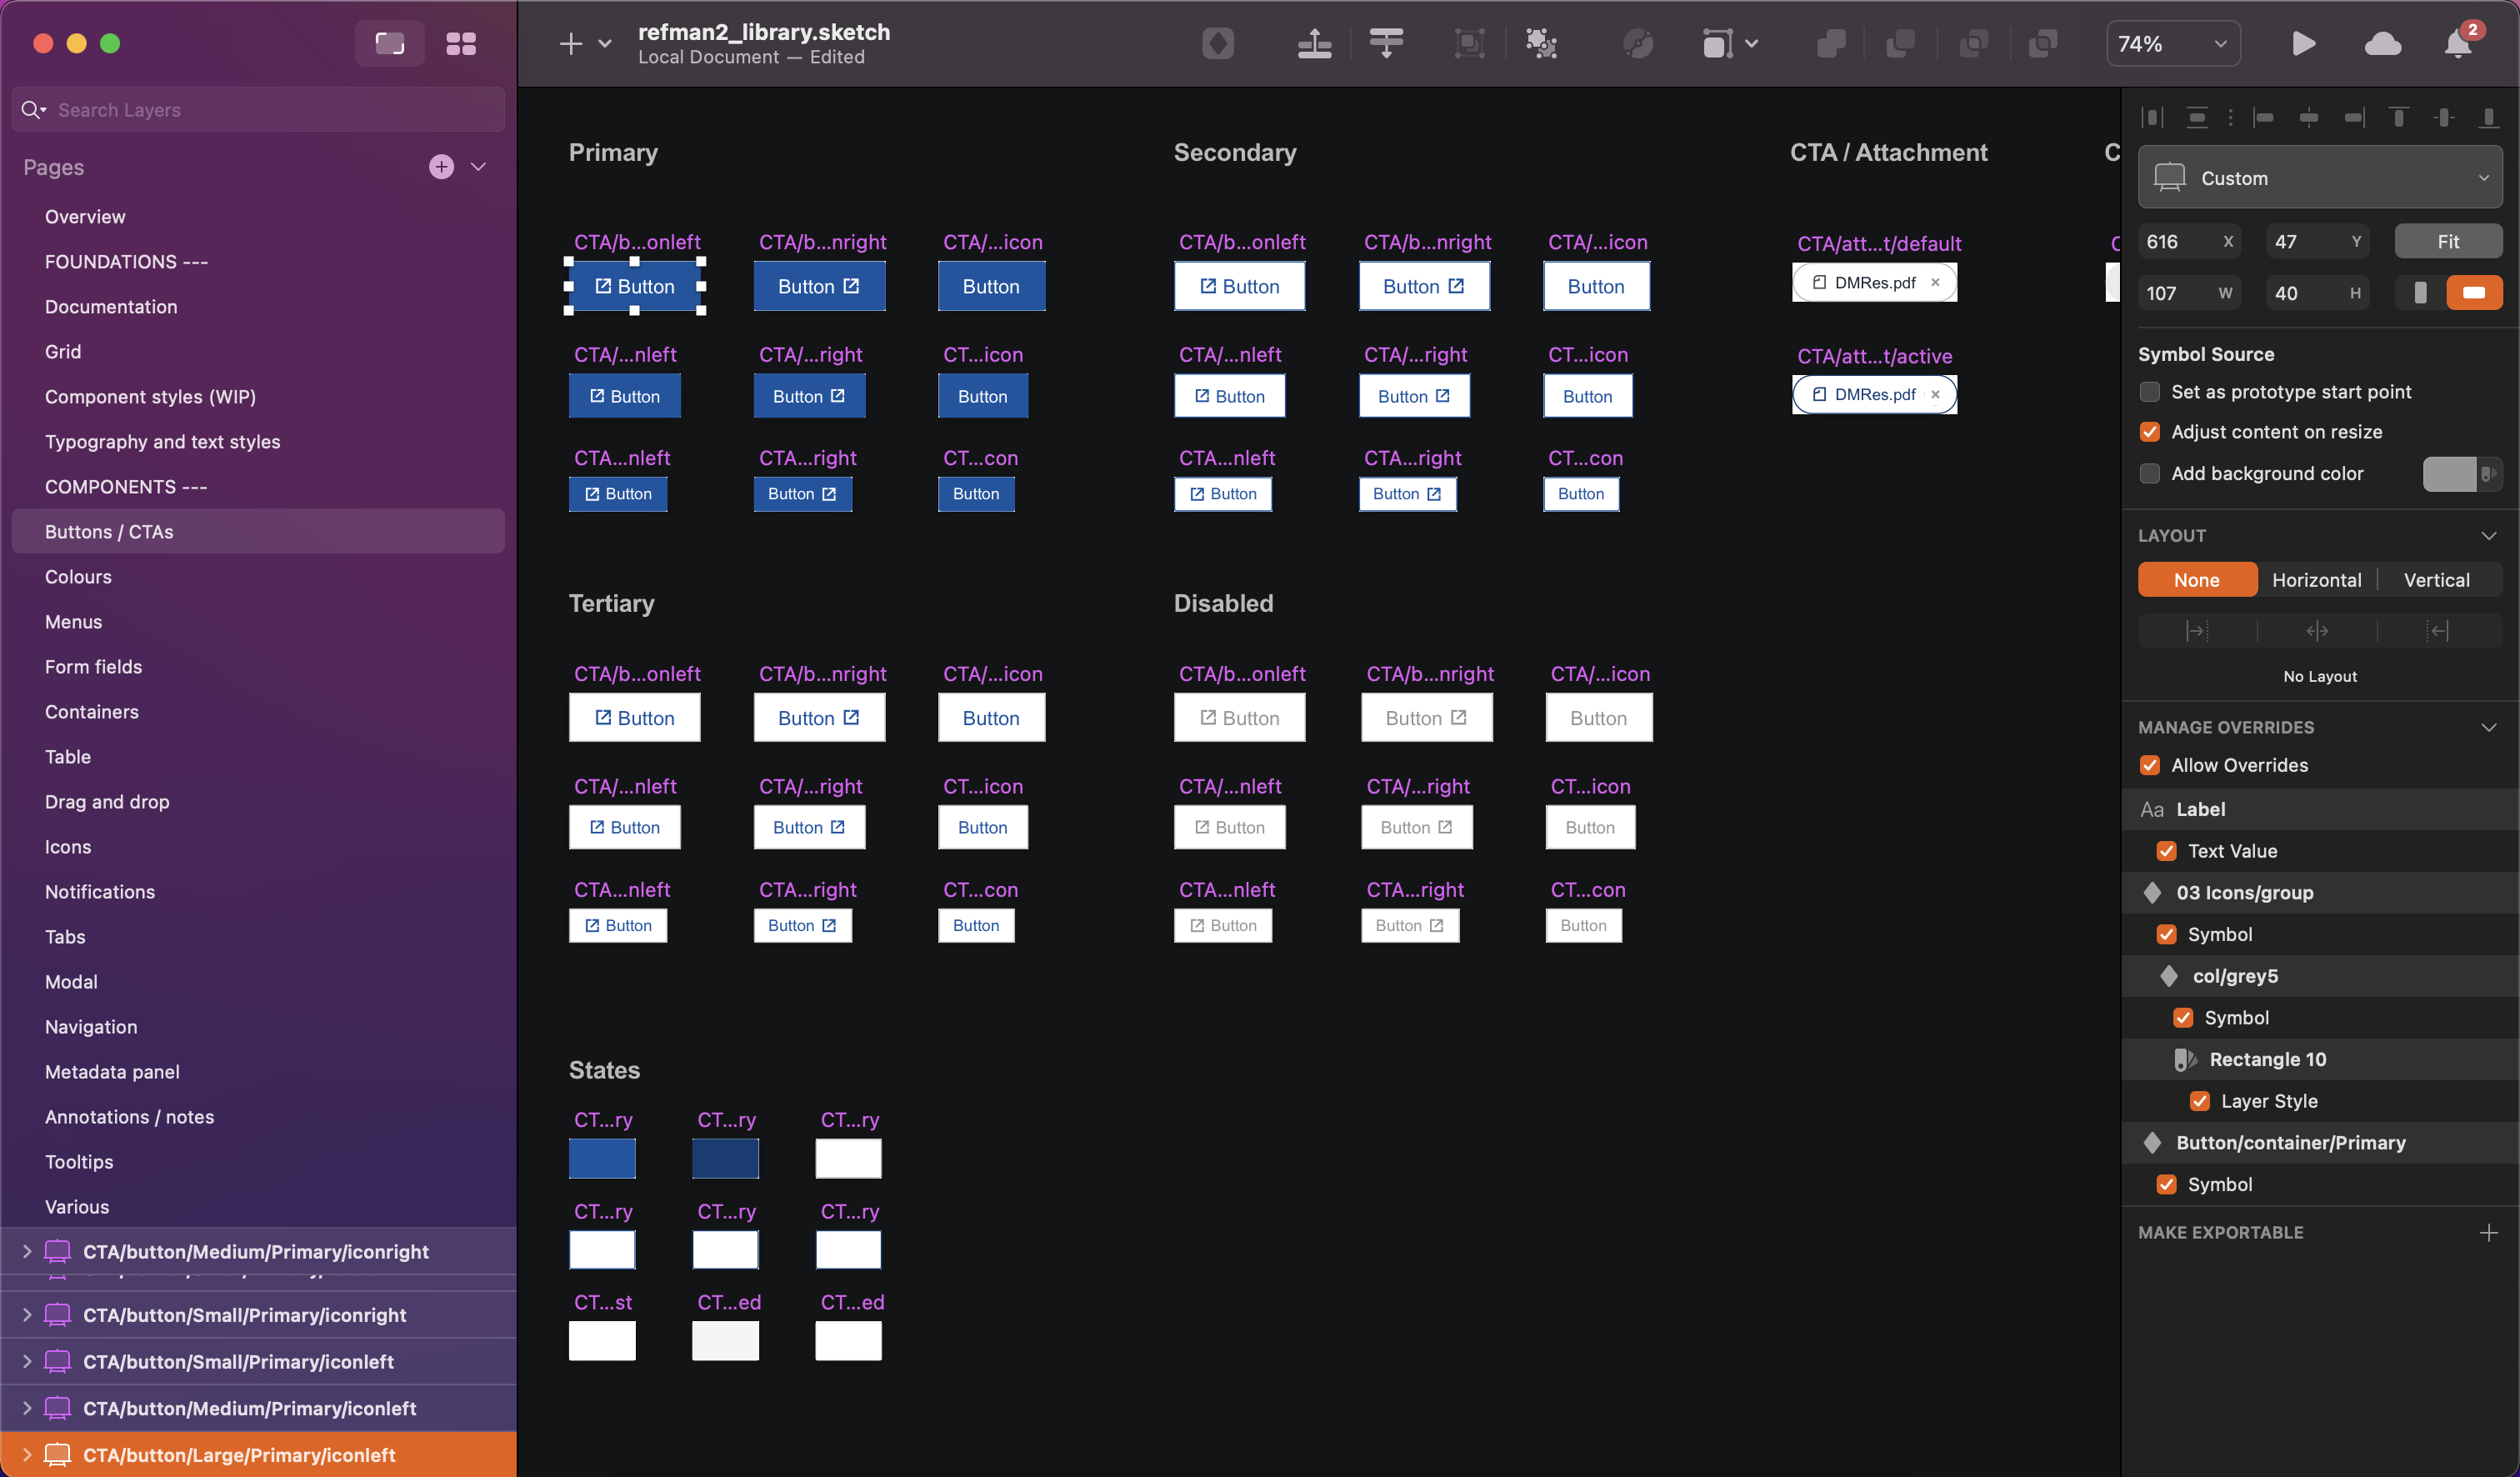 refman2_library.sketch
Local Document — Edited
74%
2
Search Layers
Pages
Overview
FOUNDATIONS ---
Documentation
Grid
Component styles (WIP)
Typography and text styles
COMPONENTS ---
Buttons / CTAs
Colours
Menus
Form fields
Containers
Table
Drag and drop
Icons
Notifications
Tabs
Modal
Navigation
Metadata panel
Annotations / notes
Tooltips
Various
CTA/button/Medium/Primary/iconright
CTA/button/Small/Primary/iconright
CTA/button/Small/Primary/iconleft
CTA/button/Medium/Primary/iconleft
CTA/button/Large/Primary/iconleft
Primary
CTA/b...onleft CTA/b...nright CTA/...icon
Button Button Button
CTA/...nleft CTA/...right CT...icon
Button Button Button
CTA...nleft CTA...right CT...con
Button Button Button
Secondary
CTA/b...onleft CTA/b...nright CTA/...icon
Button Button Button
CTA/...nleft CTA/...right CT...icon
Button Button Button
CTA...nleft CTA...right CT...con
Button Button Button
CTA / Attachment
CTA/att...t/default
DMRes.pdf ×
CTA/att...t/active
DMRes.pdf ×
Tertiary
CTA/b...onleft CTA/b...nright CTA/...icon
Button Button Button
CTA/...nleft CTA/...right CT...icon
Button Button Button
CTA...nleft CTA...right CT...con
Button Button Button
Disabled
CTA/b...onleft CTA/b...nright CTA/...icon
Button Button Button
CTA/...nleft CTA/...right CT...icon
Button Button Button
CTA...nleft CTA...right CT...con
Button Button Button
States
CT...ry CT...ry CT...ry
CT...ry CT...ry CT...ry
CT...st CT...ed CT...ed
Custom
616 X 47 Y Fit
107 W 40 H
Symbol Source
Set as prototype start point
Adjust content on resize
Add background color
LAYOUT
None Horizontal Vertical
No Layout
MANAGE OVERRIDES
Allow Overrides
Aa Label
Text Value
03 Icons/group
Symbol
col/grey5
Symbol
Rectangle 10
Layer Style
Button/container/Primary
Symbol
MAKE EXPORTABLE